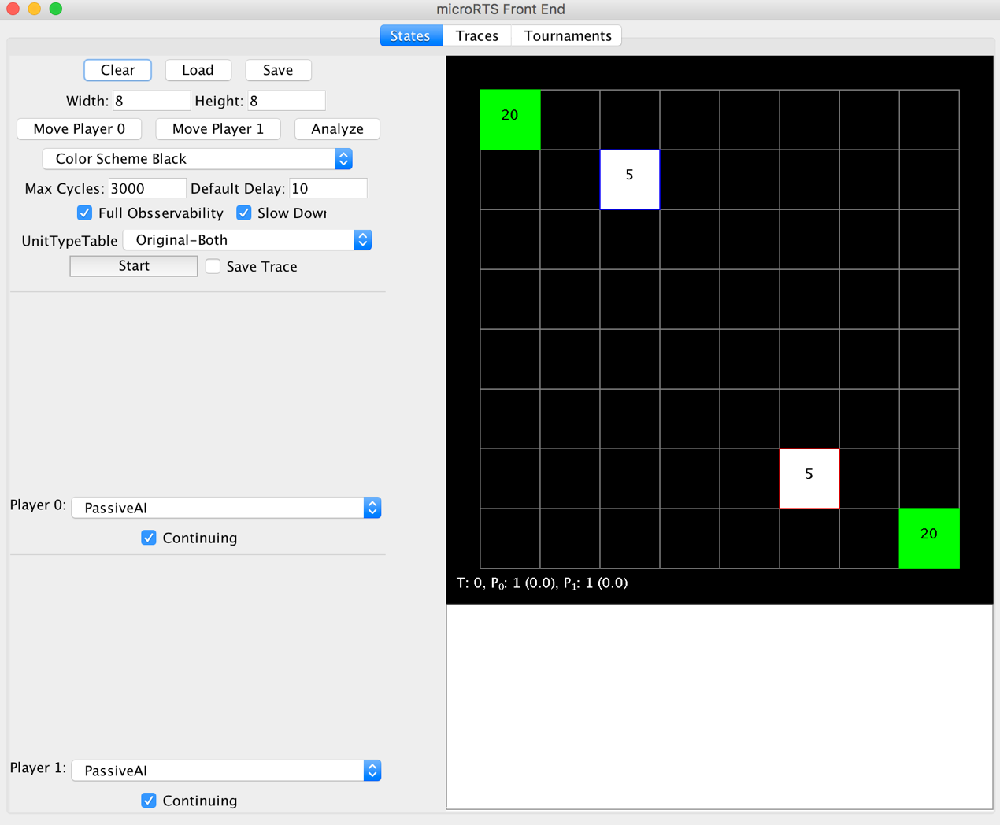 microRTS Front End
States Traces Tournaments
Clear Load Save
Width: 8 Height: 8
Move Player 0 Move Player 1 Analyze
Color Scheme Black
Max Cycles: 3000 Default Delay: 10
Full Obsservability Slow Down
UnitTypeTable Original-Both
Start Save Trace
Player 0: PassiveAI
Continuing
Player 1: PassiveAI
Continuing
20
5
5
20
T: 0, P₀: 1 (0.0), P₁: 1 (0.0)